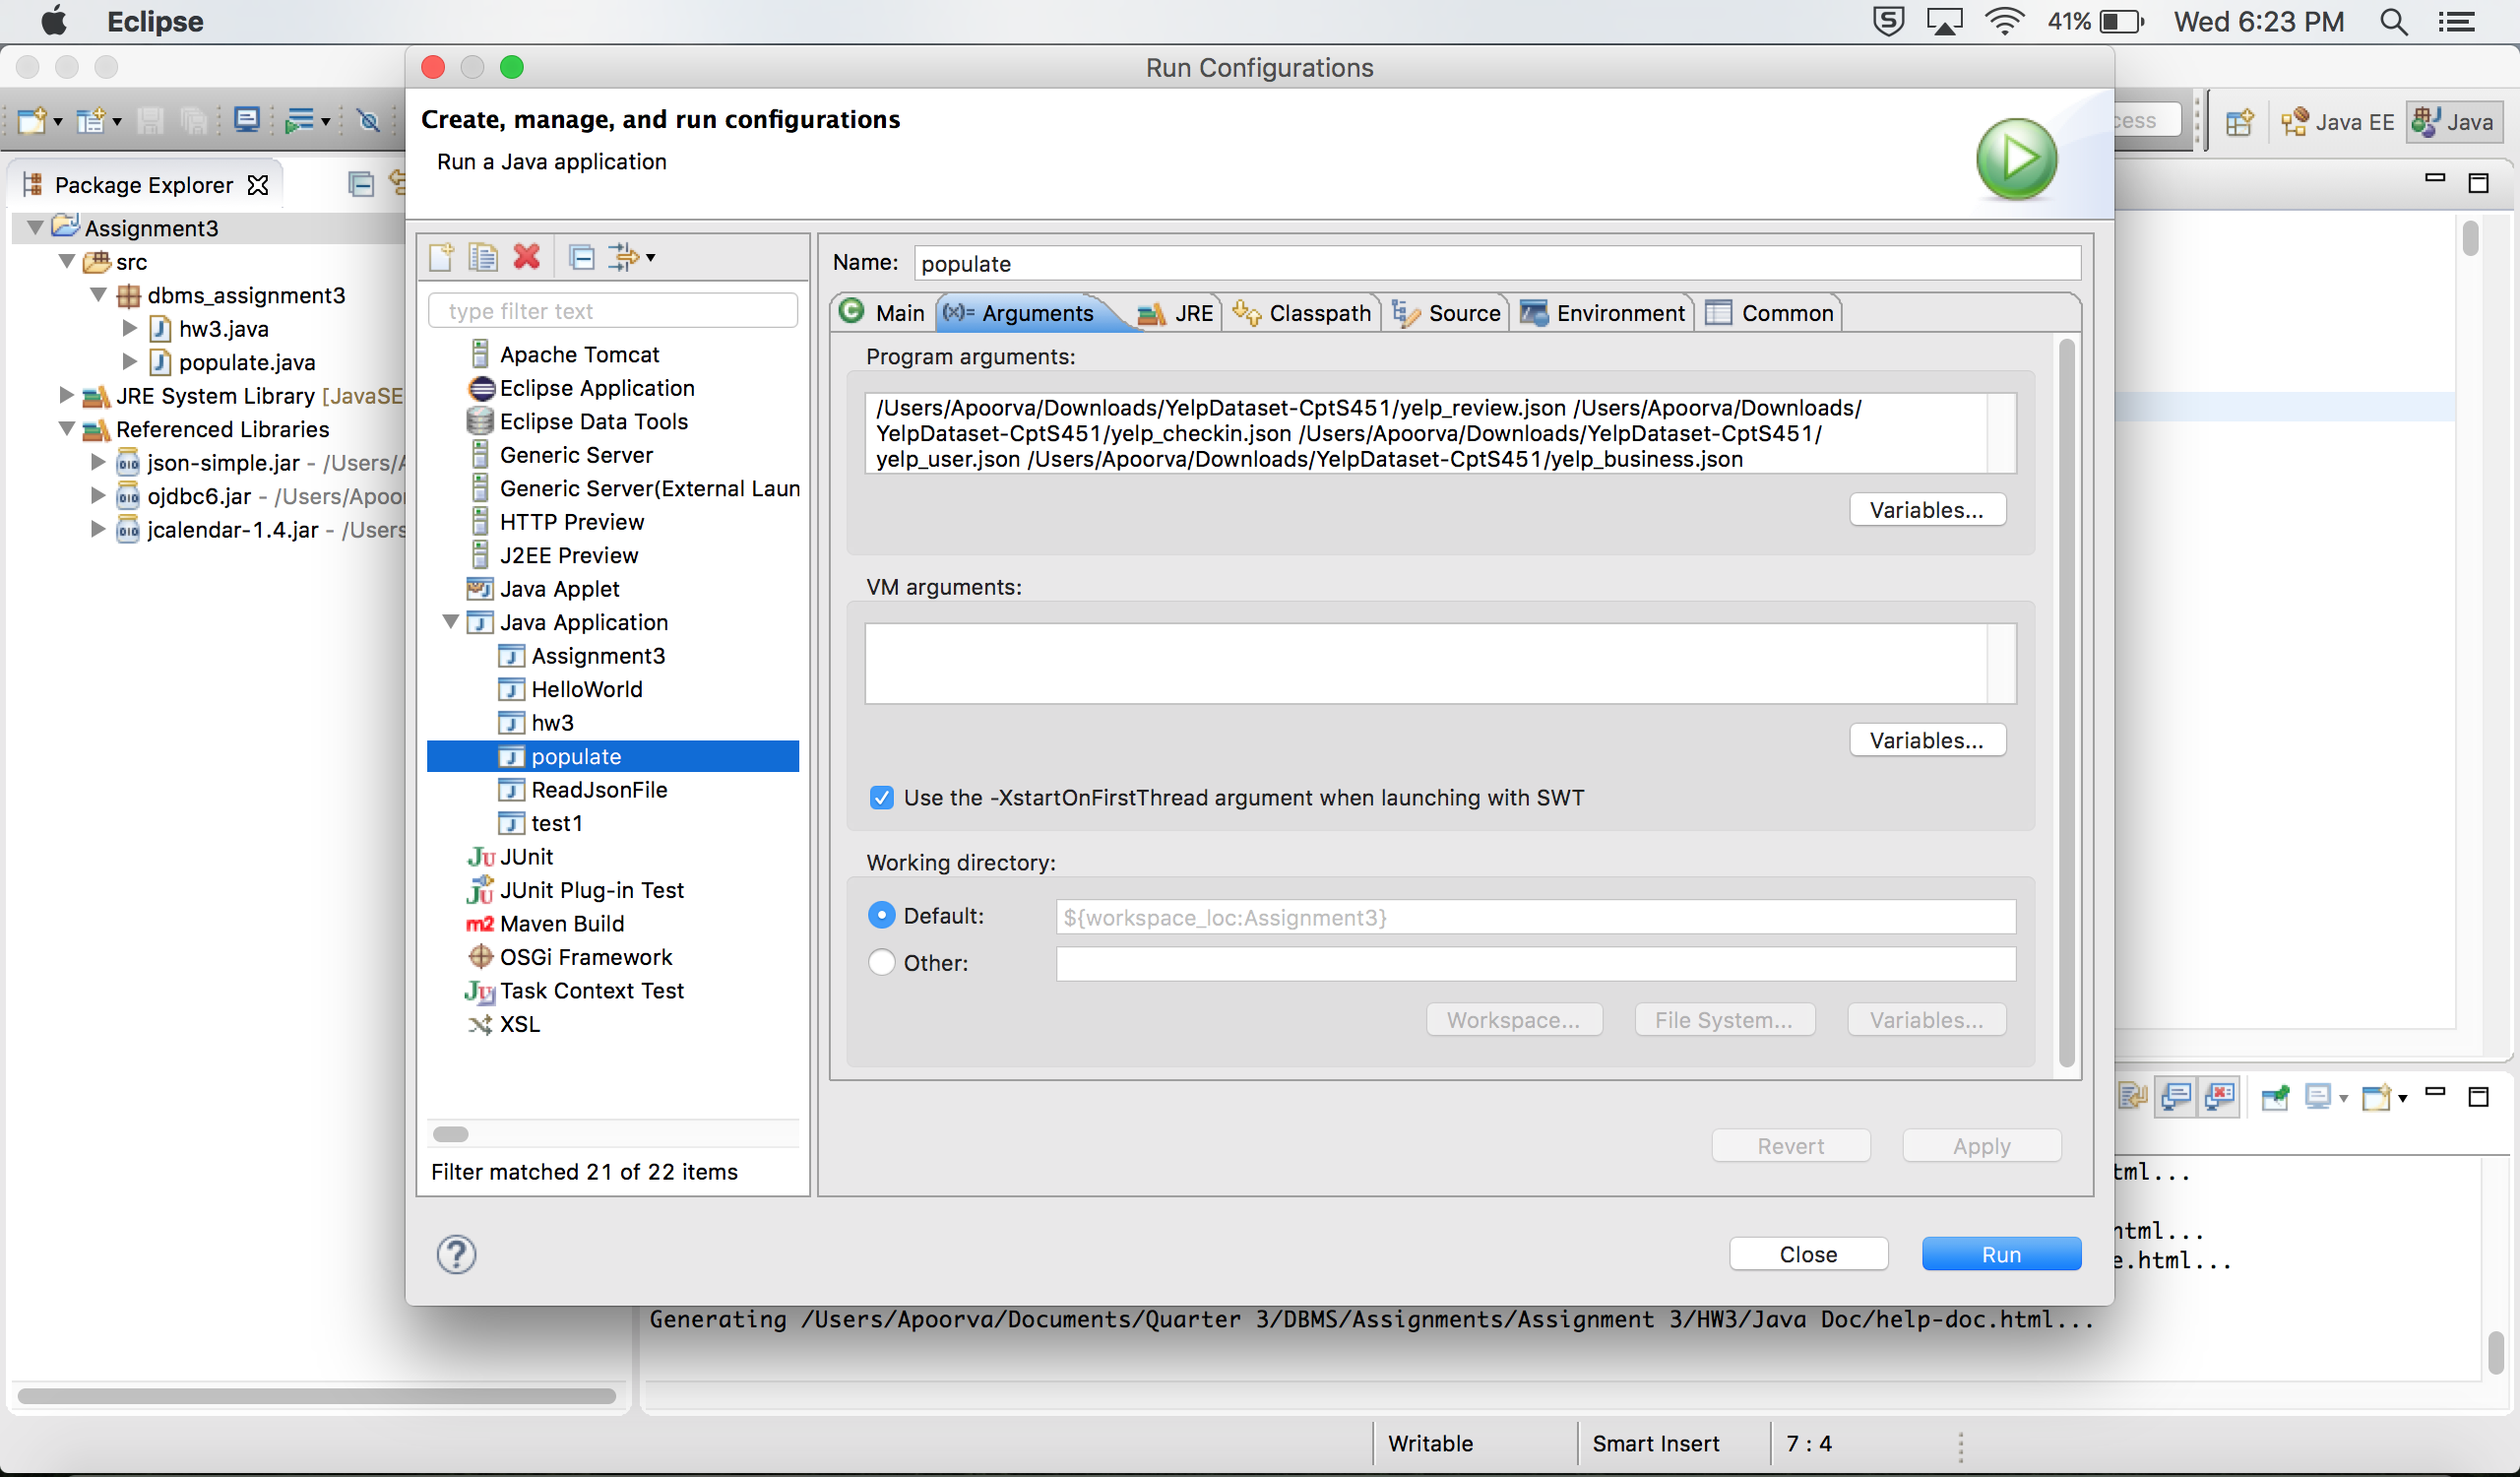 Eclipse
41%
Wed 6:23 PM
Run Configurations
Create, manage, and run configurations
Run a Java application
Java EE
Java
Package Explorer
Assignment3
src
dbms_assignment3
hw3.java
populate.java
JRE System Library [JavaSE
Referenced Libraries
json-simple.jar - /Users/A
ojdbc6.jar - /Users/Apoor
jcalendar-1.4.jar - /Users
type filter text
Apache Tomcat
Eclipse Application
Eclipse Data Tools
Generic Server
Generic Server(External Laun
HTTP Preview
J2EE Preview
Java Applet
Java Application
Assignment3
HelloWorld
hw3
populate
ReadJsonFile
test1
JUnit
JUnit Plug-in Test
Maven Build
OSGi Framework
Task Context Test
XSL
Filter matched 21 of 22 items
Name: populate
Main
Arguments
JRE
Classpath
Source
Environment
Common
Program arguments:
/Users/Apoorva/Downloads/YelpDataset-CptS451/yelp_review.json /Users/Apoorva/Downloads/
YelpDataset-CptS451/yelp_checkin.json /Users/Apoorva/Downloads/YelpDataset-CptS451/
yelp_user.json /Users/Apoorva/Downloads/YelpDataset-CptS451/yelp_business.json
Variables...
VM arguments:
Variables...
Use the -XstartOnFirstThread argument when launching with SWT
Working directory:
Default: ${workspace_loc:Assignment3}
Other:
Workspace...
File System...
Variables...
Revert
Apply
Close
Run
tml...
html...
e.html...
Generating /Users/Apoorva/Documents/Quarter 3/DBMS/Assignments/Assignment 3/HW3/Java Doc/help-doc.html...
Writable
Smart Insert
7 : 4